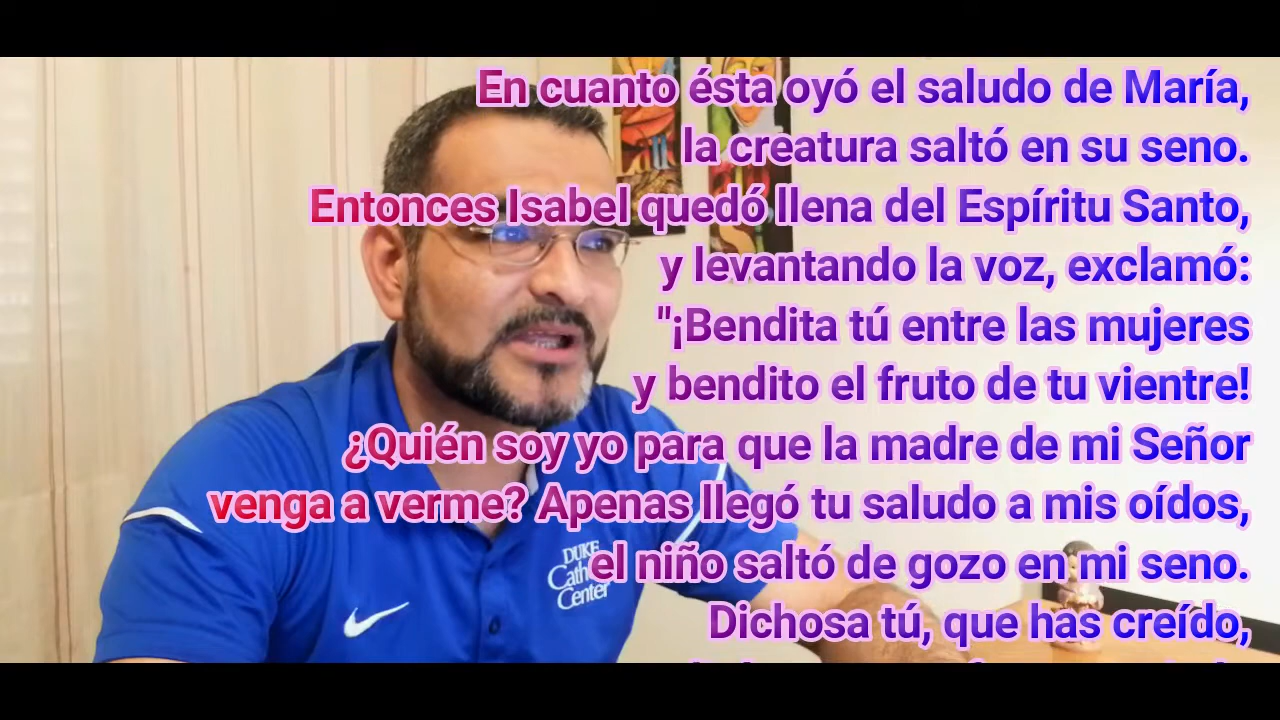 En cuanto ésta oyó el saludo de María,
la creatura saltó en su seno.
Entonces Isabel quedó llena del Espíritu Santo,
y levantando la voz, exclamó:
"¡Bendita tú entre las mujeres
y bendito el fruto de tu vientre!
¿Quién soy yo para que la madre de mi Señor
venga a verme? Apenas llegó tu saludo a mis oídos,
el niño saltó de gozo en mi seno.
Dichosa tú, que has creído,
DUKE
Center